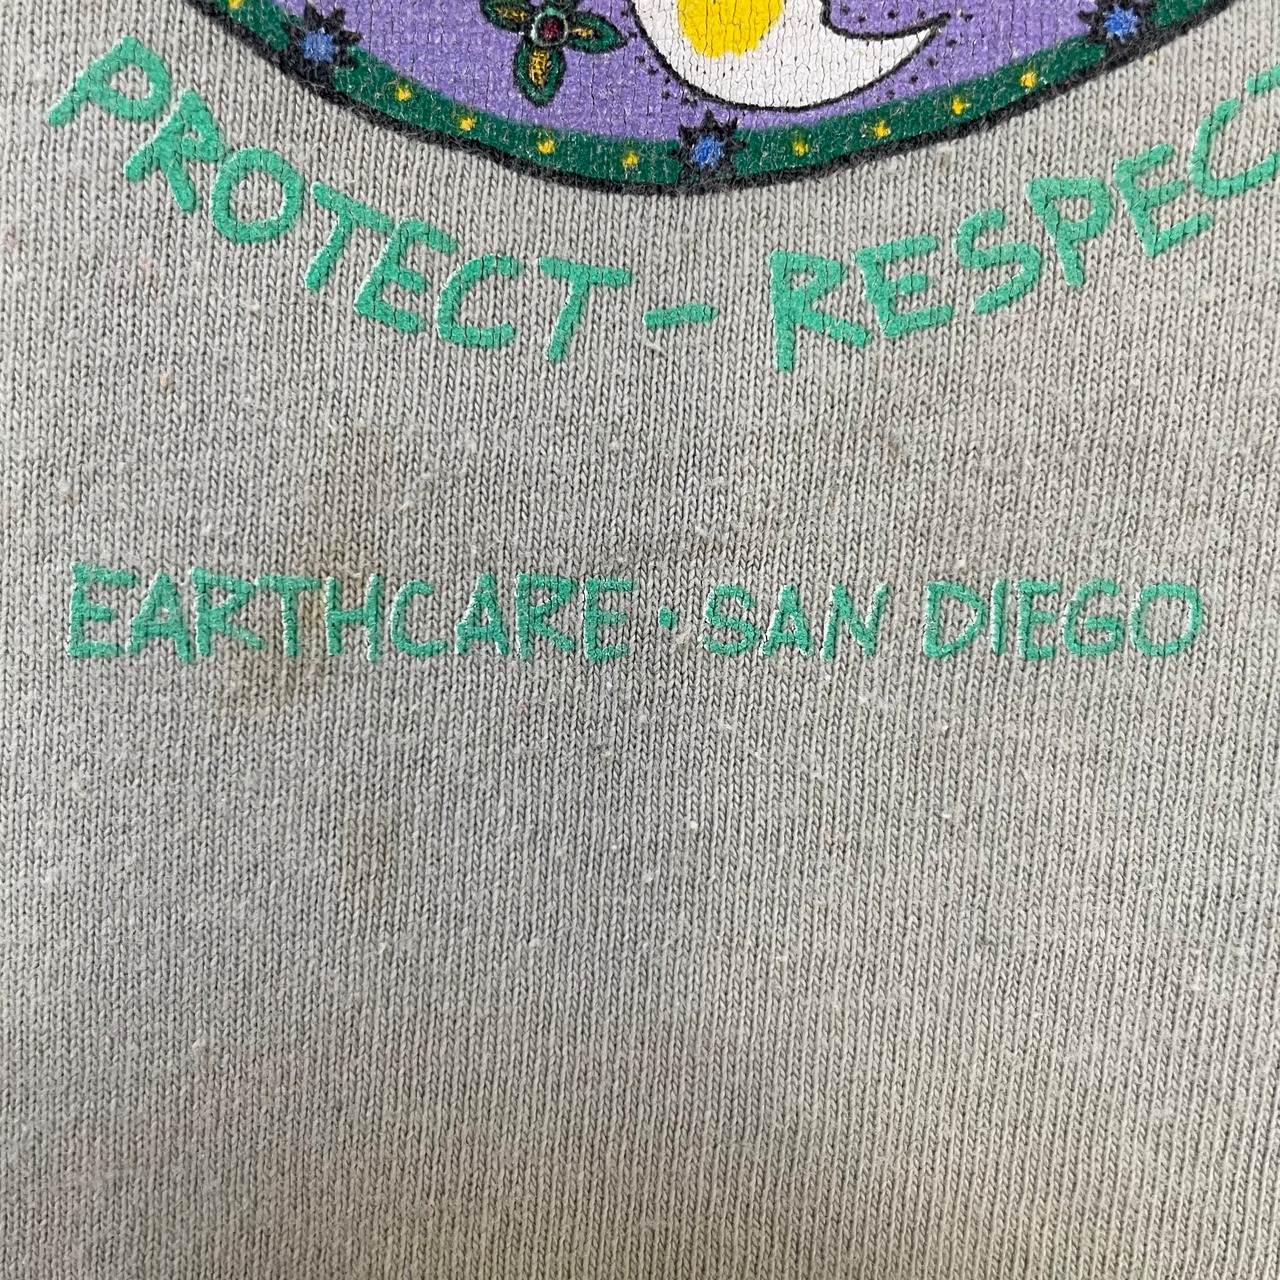 PROTECT - RESPEC
EARTHCARE · SAN DIEGO